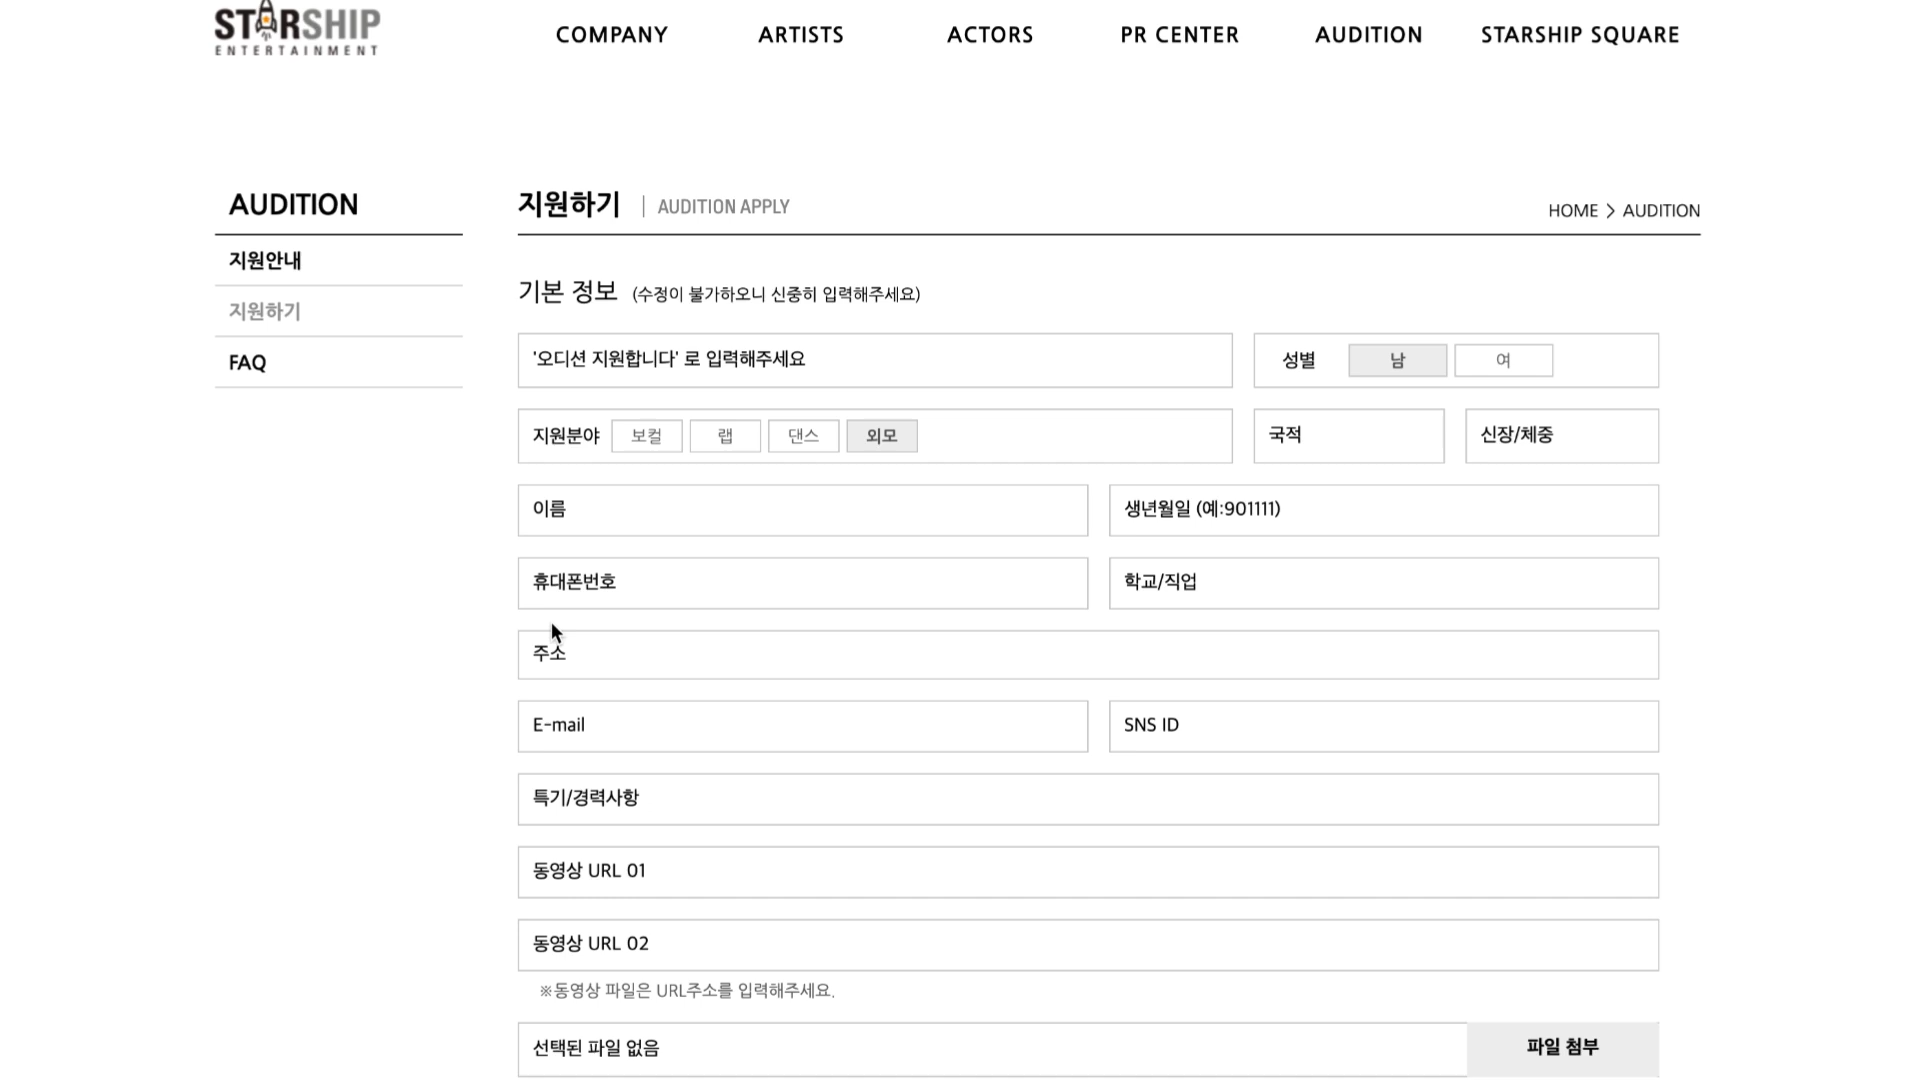 STARSHIP
ENTERTAINMENT
COMPANY ARTISTS ACTORS PR CENTER AUDITION STARSHIP SQUARE
AUDITION
지원안내
지원하기
FAQ
지원하기 | AUDITION APPLY
HOME > AUDITION
기본 정보 (수정이 불가하오니 신중히 입력해주세요)
'오디션 지원합니다' 로 입력해주세요
성별 남 여
지원분야 보컬 랩 댄스 외모
국적
신장/체중
이름
생년월일 (예:901111)
휴대폰번호
학교/직업
주소
E-mail
SNS ID
특기/경력사항
동영상 URL 01
동영상 URL 02
※동영상 파일은 URL주소를 입력해주세요.
선택된 파일 없음
파일 첨부